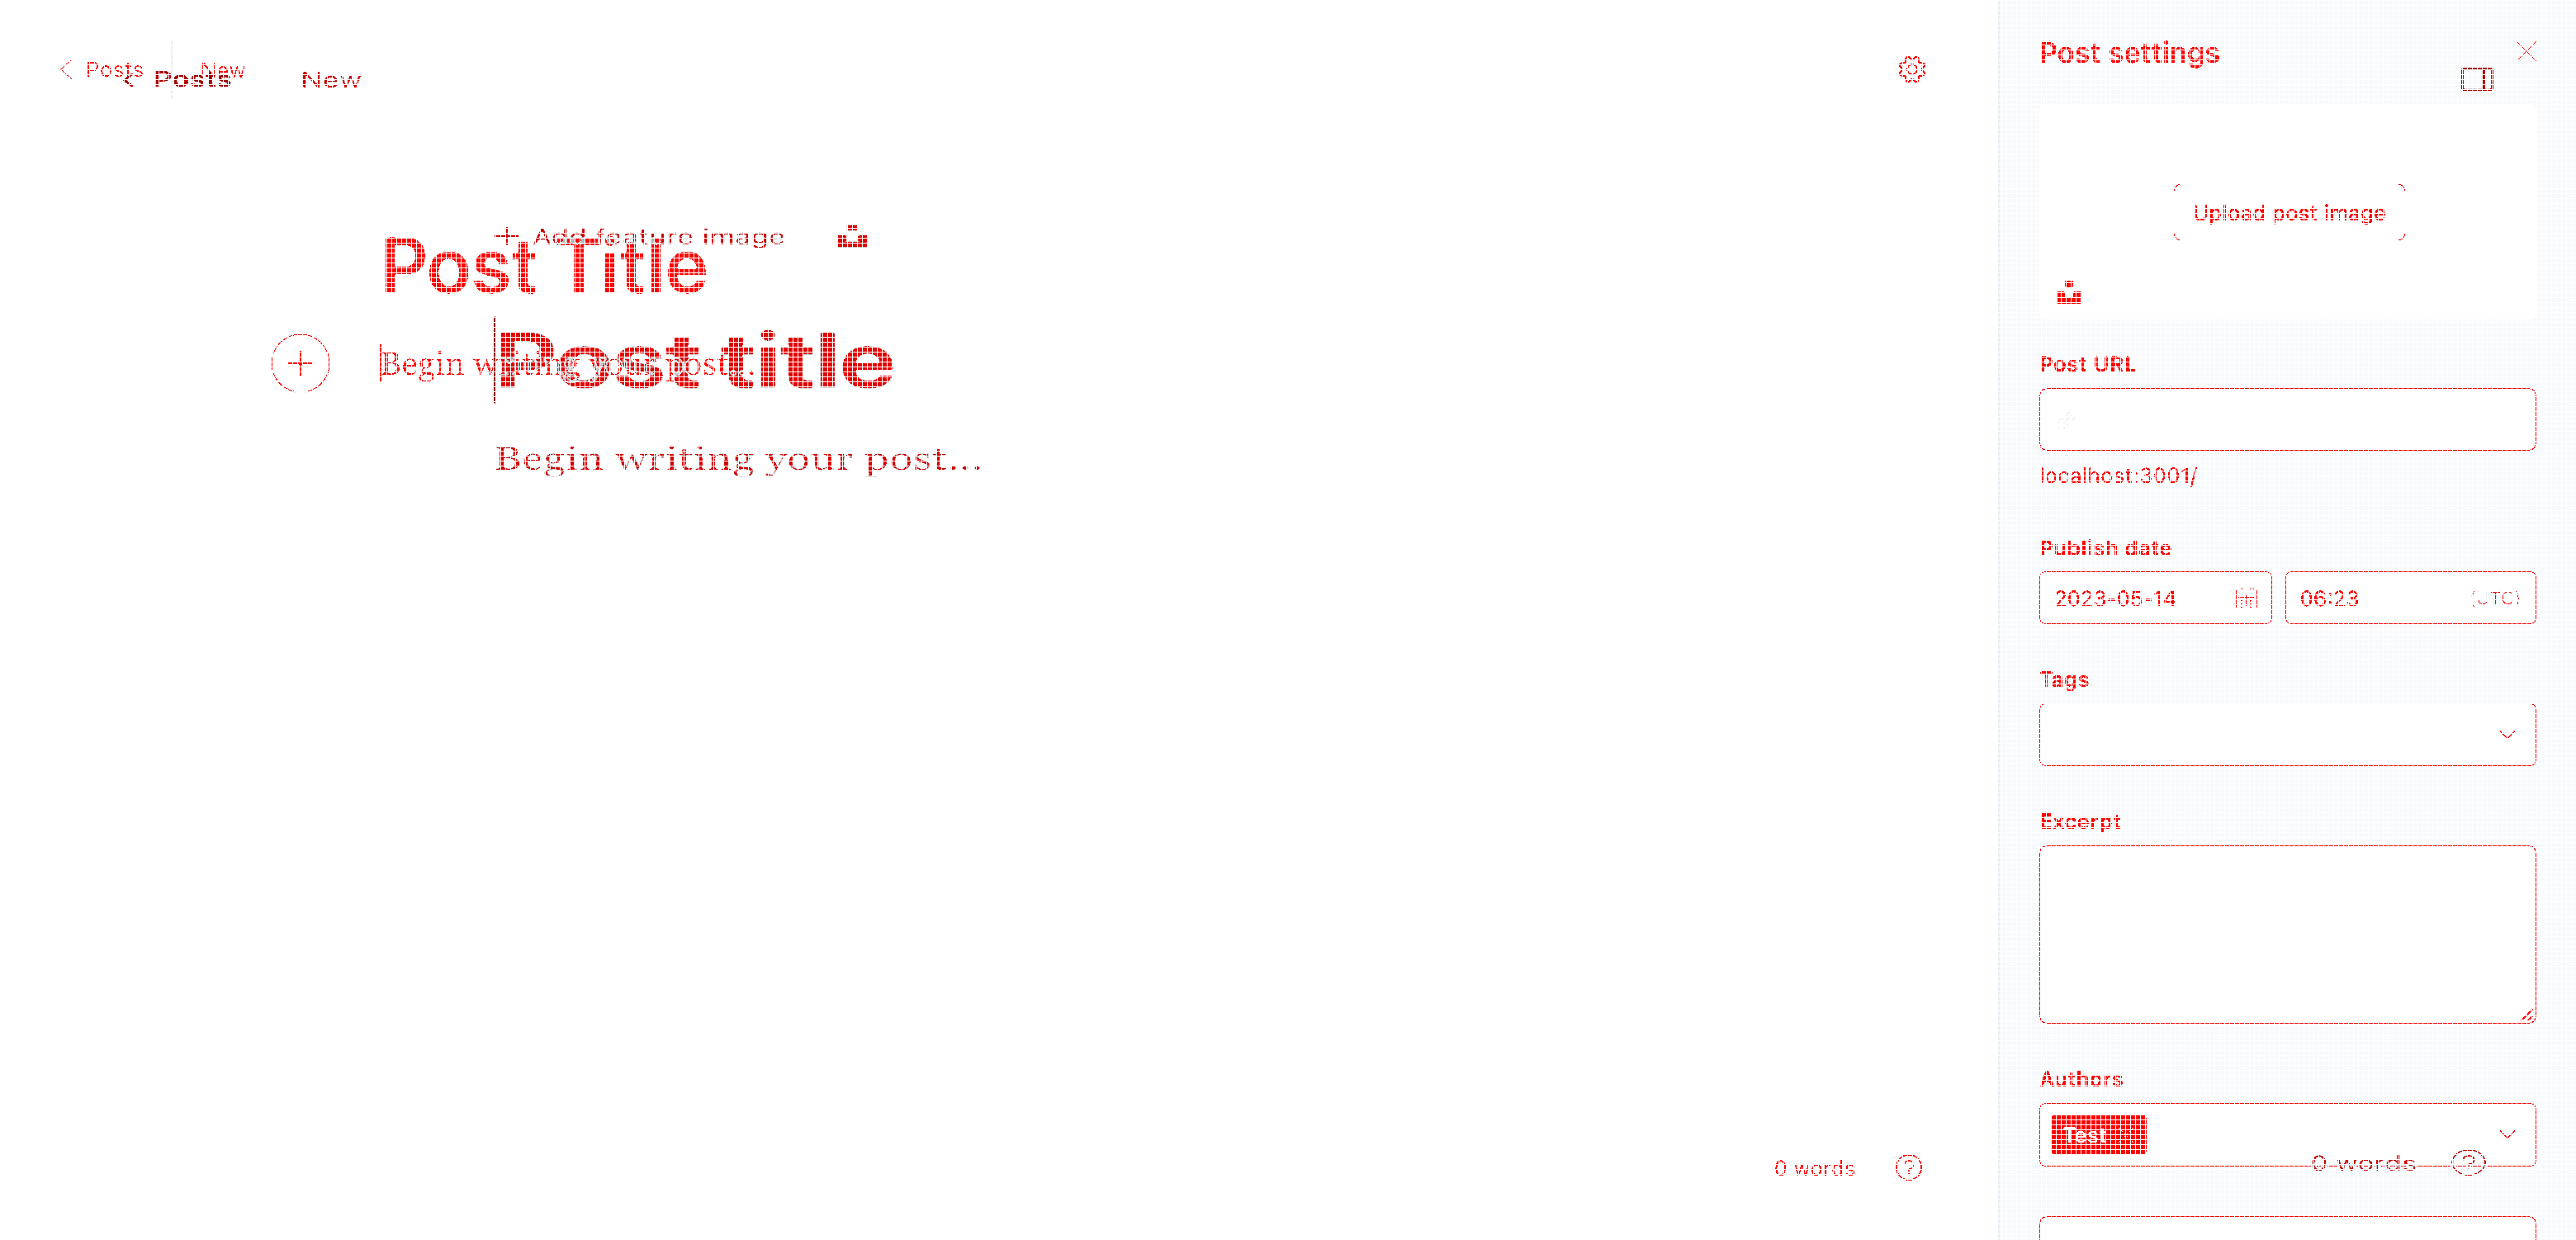 Posts New
Posts New
Add feature image
Post Title
Post title
Begin writing your post...
Begin writing your post...
0 words
Post settings
Upload post image
Post URL
localhost:3001/
Publish date
2023-05-14 06:23 (UTC)
Tags
Excerpt
Authors
Test
0 words